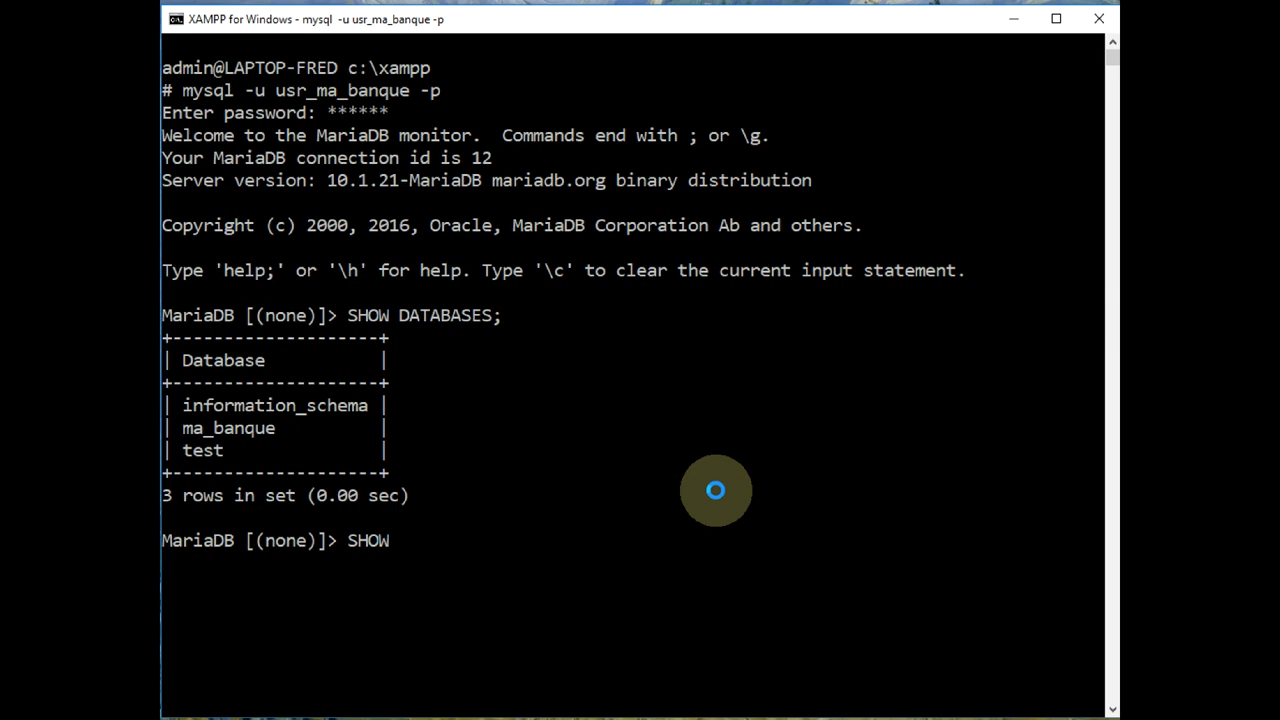 XAMPP for Windows - mysql -u usr_ma_banque -p
admin@LAPTOP-FRED c:\xampp
# mysql -u usr_ma_banque -p
Enter password: ******
Welcome to the MariaDB monitor.  Commands end with ; or \g.
Your MariaDB connection id is 12
Server version: 10.1.21-MariaDB mariadb.org binary distribution
Copyright (c) 2000, 2016, Oracle, MariaDB Corporation Ab and others.
Type 'help;' or '\h' for help. Type '\c' to clear the current input statement.
MariaDB [(none)]> SHOW DATABASES;
+--------------------+
| Database           |
+--------------------+
| information_schema |
| ma_banque          |
| test               |
+--------------------+
3 rows in set (0.00 sec)
MariaDB [(none)]> SHOW